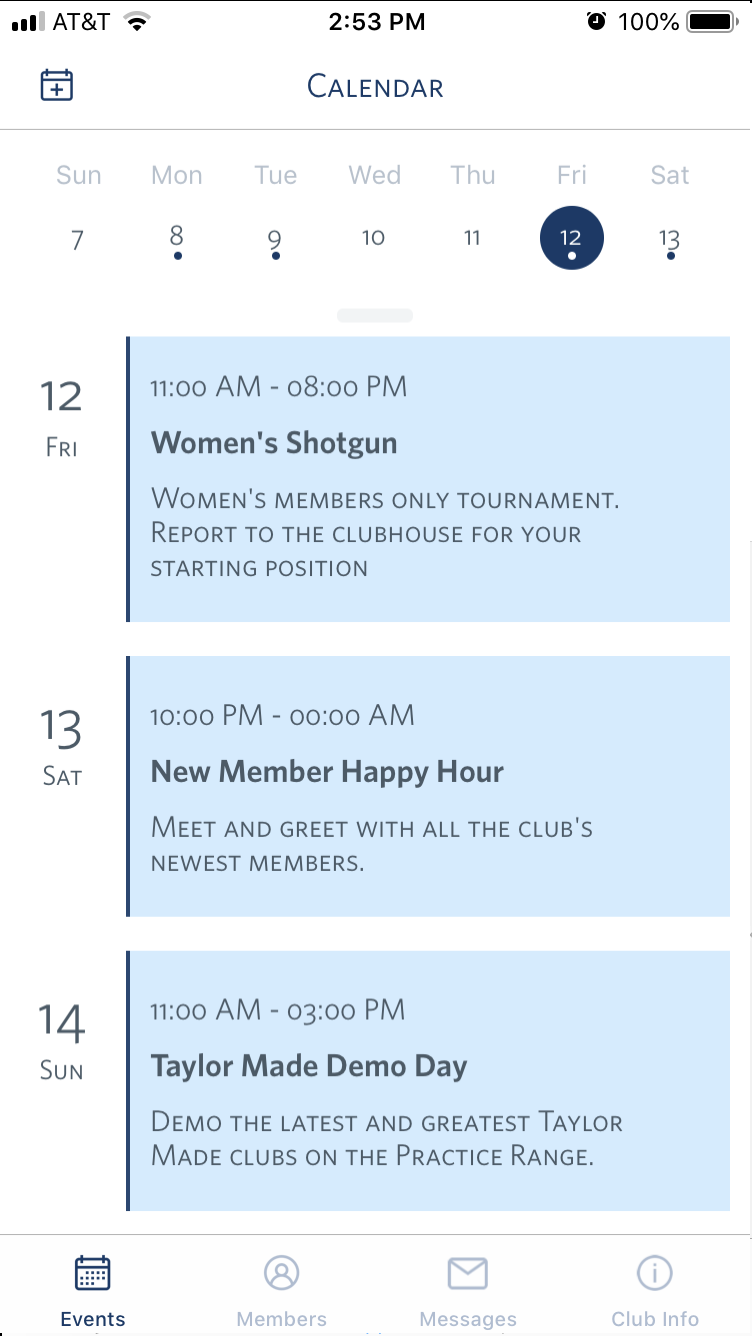 AT&T 2:53 PM 100%
Calendar
Sun Mon Tue Wed Thu Fri Sat
7 8 9 10 11 12 13
12
Fri
11:00 AM - 08:00 PM
Women's Shotgun
Women's members only tournament.
Report to the clubhouse for your
starting position
13
Sat
10:00 PM - 00:00 AM
New Member Happy Hour
Meet and greet with all the club's
newest members.
14
Sun
11:00 AM - 03:00 PM
Taylor Made Demo Day
Demo the latest and greatest Taylor
Made clubs on the Practice Range.
Events Members Messages Club Info